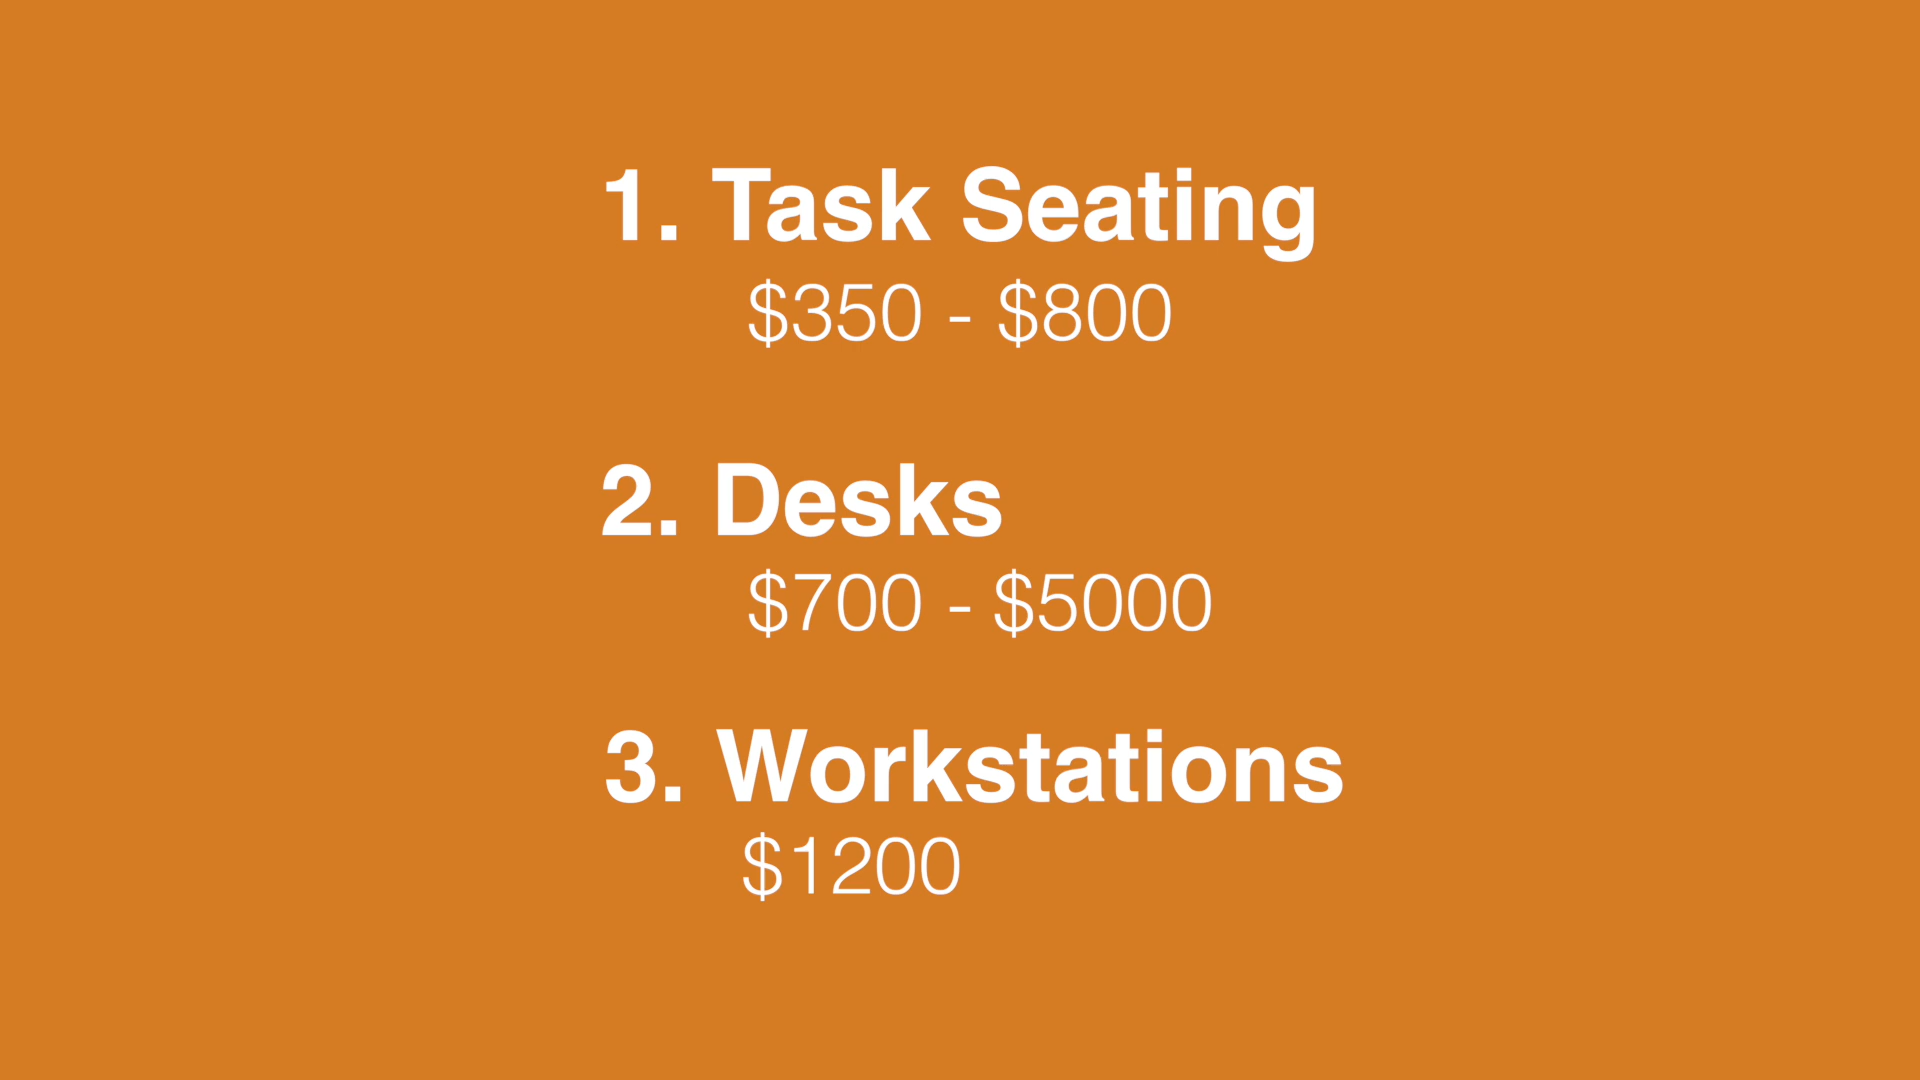 1. Task Seating
$350 - $800
2. Desks
$700 - $5000
3. Workstations
$1200